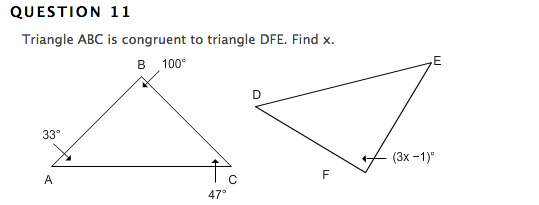 QUESTION 11
Triangle ABC is congruent to triangle DFE. Find x.
B 100°
E
D
33°
(3x −1)°
A
C
F
47°